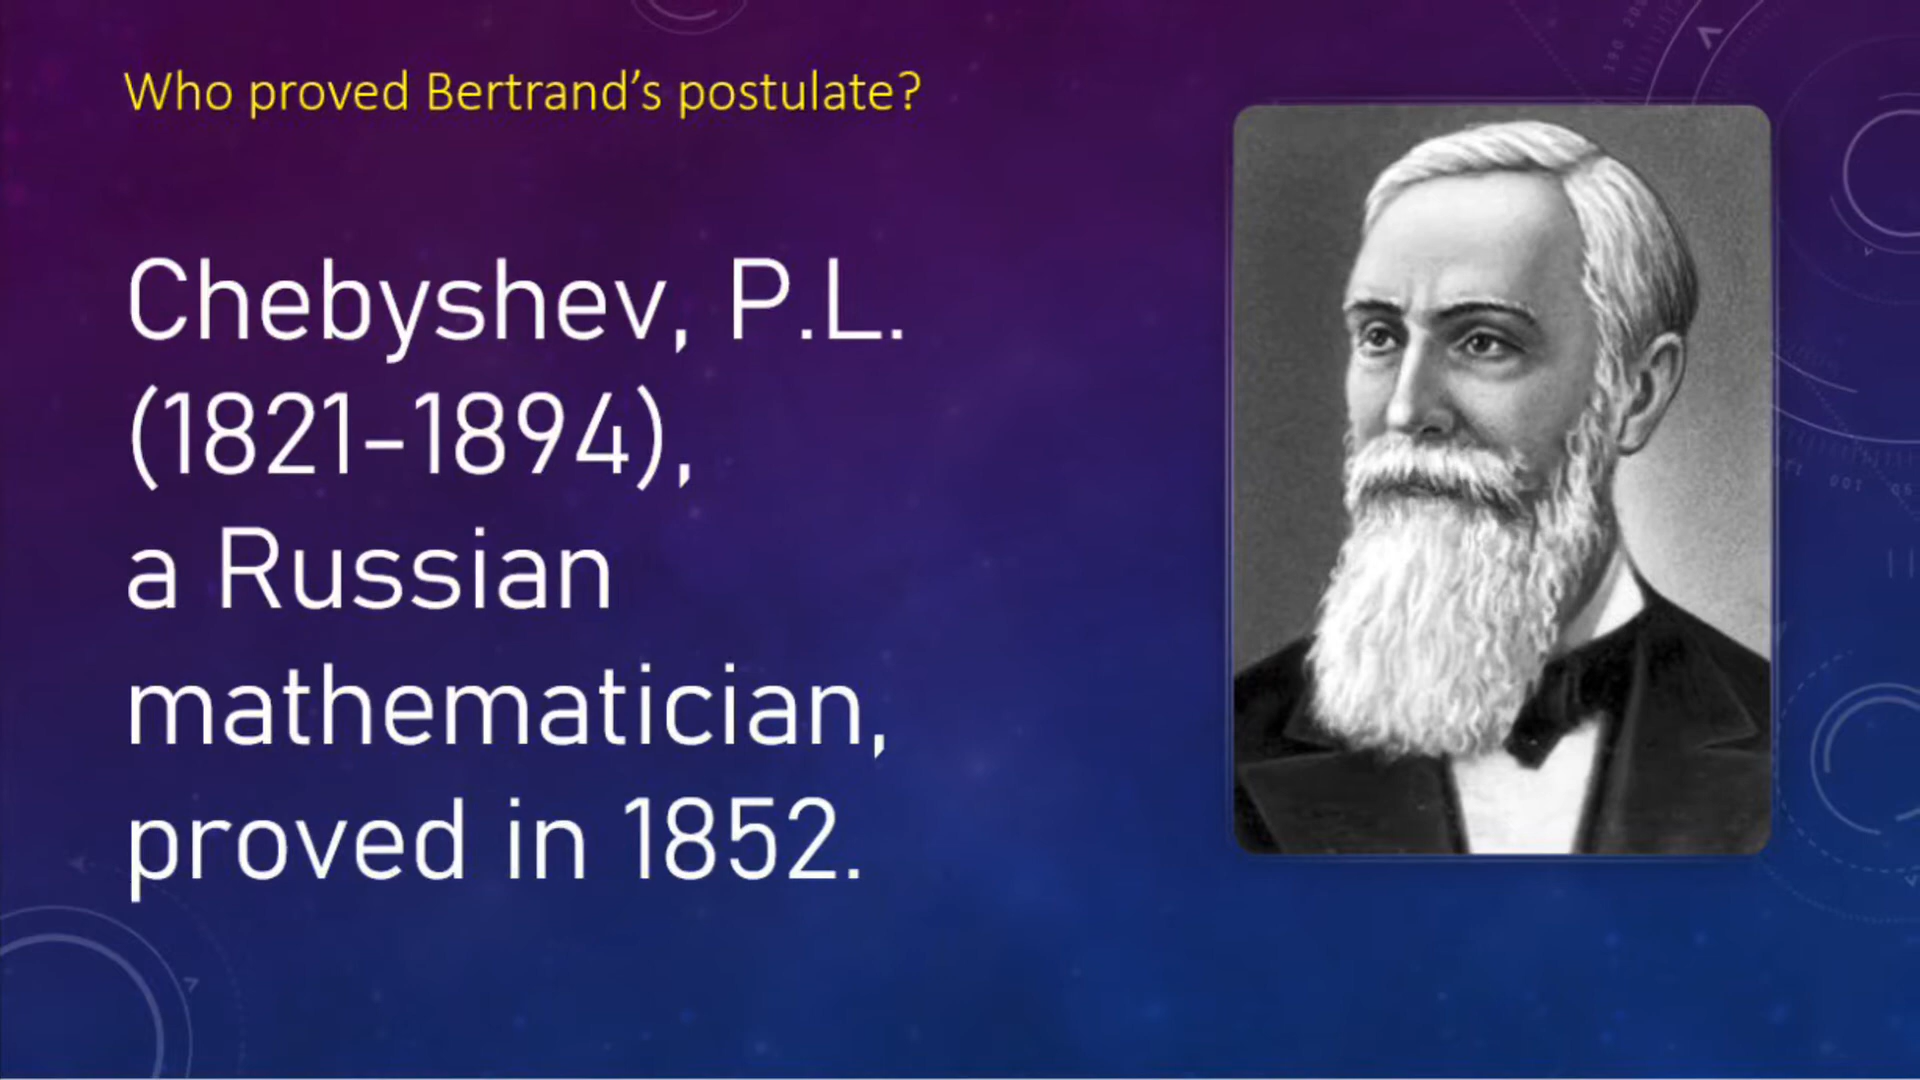 Who proved Bertrand’s postulate?
Chebyshev, P.L.
(1821-1894),
a Russian
mathematician,
proved in 1852.